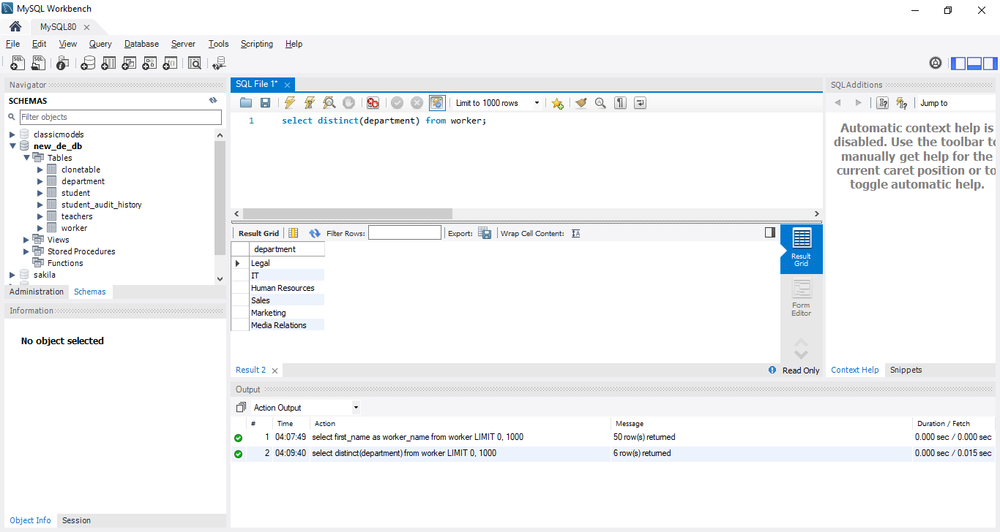 MySQL Workbench
MySQL80
File Edit View Query Database Server Tools Scripting Help
Navigator
SCHEMAS
Filter objects
classicmodels
new_de_db
Tables
clonetable
department
student
student_audit_history
teachers
worker
Views
Stored Procedures
Functions
sakila
Administration Schemas
Information
No object selected
Object Info Session
SQL File 1*
Limit to 1000 rows
1 select distinct(department) from worker;
Result Grid Filter Rows: Export: Wrap Cell Content:
department
Legal
IT
Human Resources
Sales
Marketing
Media Relations
Result
Grid
Form
Editor
Result 2
Read Only
SQLAdditions
Jump to
Automatic context help is
disabled. Use the toolbar to
manually get help for the
current caret position or to
toggle automatic help.
Context Help Snippets
Output
Action Output
# Time Action Message Duration / Fetch
1 04:07:49 select first_name as worker_name from worker LIMIT 0, 1000 50 row(s) returned 0.000 sec / 0.000 sec
2 04:09:40 select distinct(department) from worker LIMIT 0, 1000 6 row(s) returned 0.000 sec / 0.015 sec